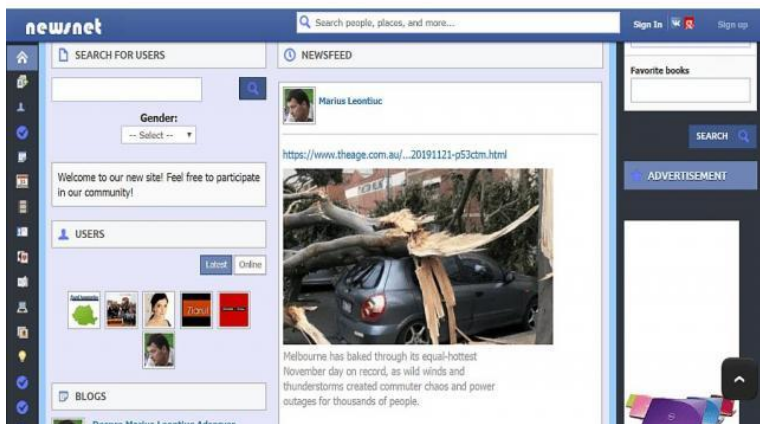 newsnet
Search people, places, and more...
Sign In
Sign up
SEARCH FOR USERS
Gender:
-- Select --
Welcome to our new site! Feel free to participate
in our community!
USERS
Latest
Online
Ziarul
BLOGS
NEWSFEED
Marius Leontiuc
https://www.theage.com.au/...20191121-p53ctm.html
Melbourne has baked through its equal-hottest
November day on record, as wild winds and
thunderstorms created commuter chaos and power
outages for thousands of people.
Favorite books
SEARCH
ADVERTISEMENT